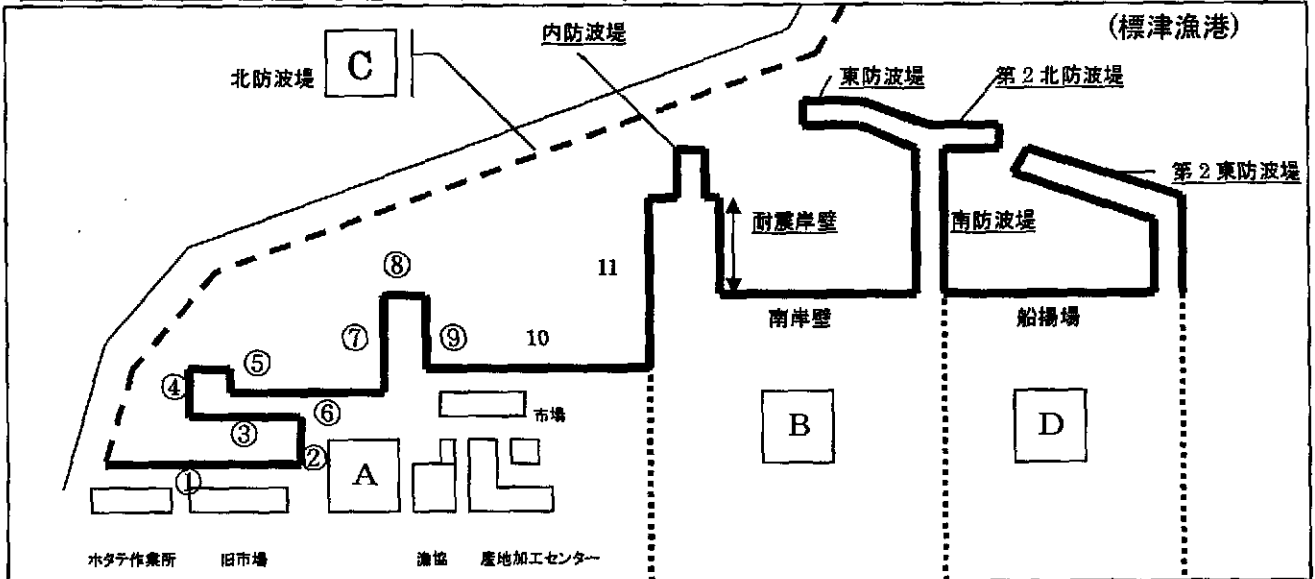 (標津漁港)
内防波堤
北防波堤
C
東防波堤
第2北防波堤
第2東防波堤
耐震岸壁
南防波堤
⑧
11
南岸壁
船揚場
⑦
⑨
10
⑤
④
⑥
市場
③
②
A
B
D
①
ホタテ作業所
旧市場
漁協
産地加工センター